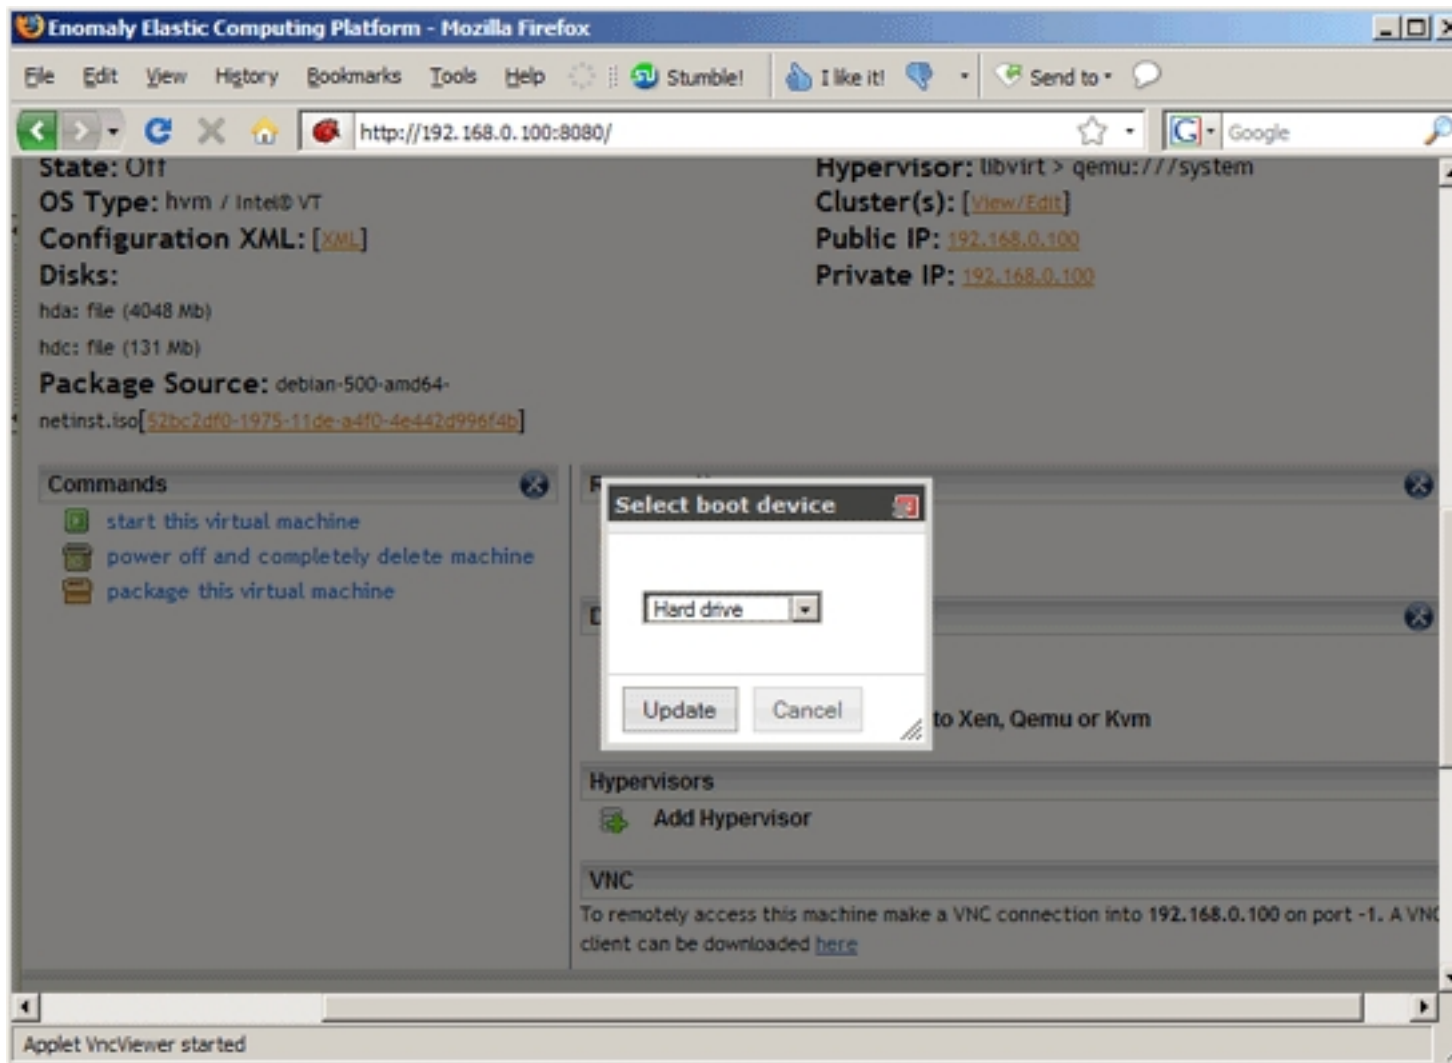 Enomaly Elastic Computing Platform - Mozilla Firefox
File Edit View History Bookmarks Tools Help Stumble! I like it! Send to
http://192.168.0.100:8080/ Google
State: Off
OS Type: hvm / Intel® VT
Configuration XML: [XML]
Disks:
hda: file (4048 Mb)
hdc: file (131 Mb)
Package Source: debian-500-amd64-
netinst.iso[52bc2df0-1975-11de-a4f0-4e442d996f4b]
Hypervisor: libvirt > qemu:///system
Cluster(s): [View/Edit]
Public IP: 192.168.0.100
Private IP: 192.168.0.100
Commands
start this virtual machine
power off and completely delete machine
package this virtual machine
Select boot device
Hard drive
Update Cancel
to Xen, Qemu or Kvm
Hypervisors
Add Hypervisor
VNC
To remotely access this machine make a VNC connection into 192.168.0.100 on port -1. A VNC
client can be downloaded here
Applet VncViewer started